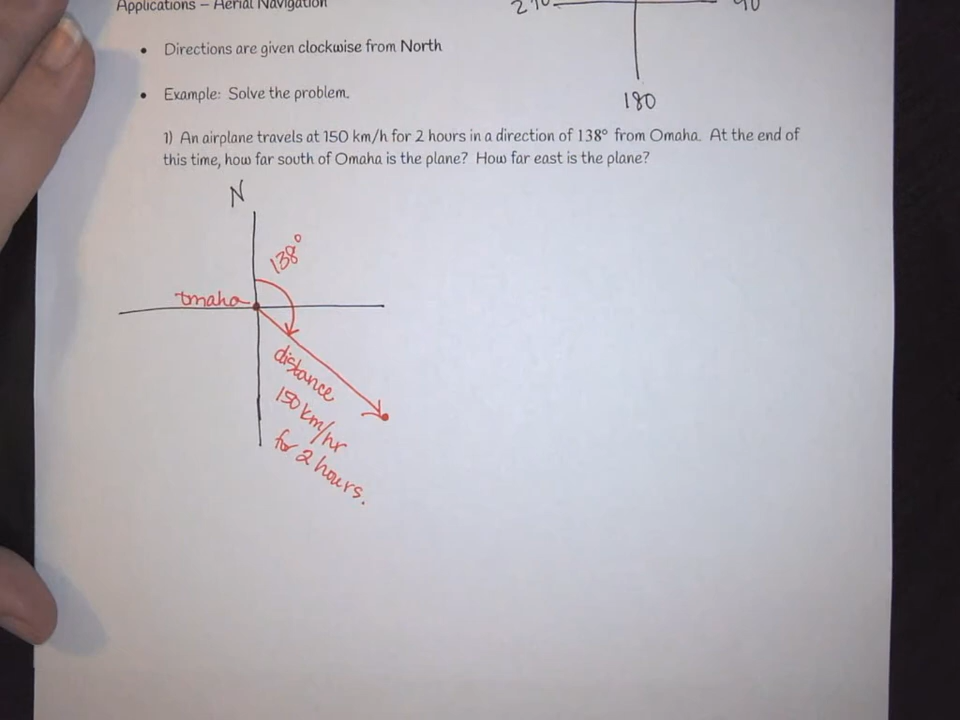 Applications – Aerial Navigation
270 90
• Directions are given clockwise from North
• Example: Solve the problem.
180
1) An airplane travels at 150 km/h for 2 hours in a direction of 138° from Omaha. At the end of
this time, how far south of Omaha is the plane? How far east is the plane?
N
138°
Omaha
distance
150 km/hr
for 2 hours.